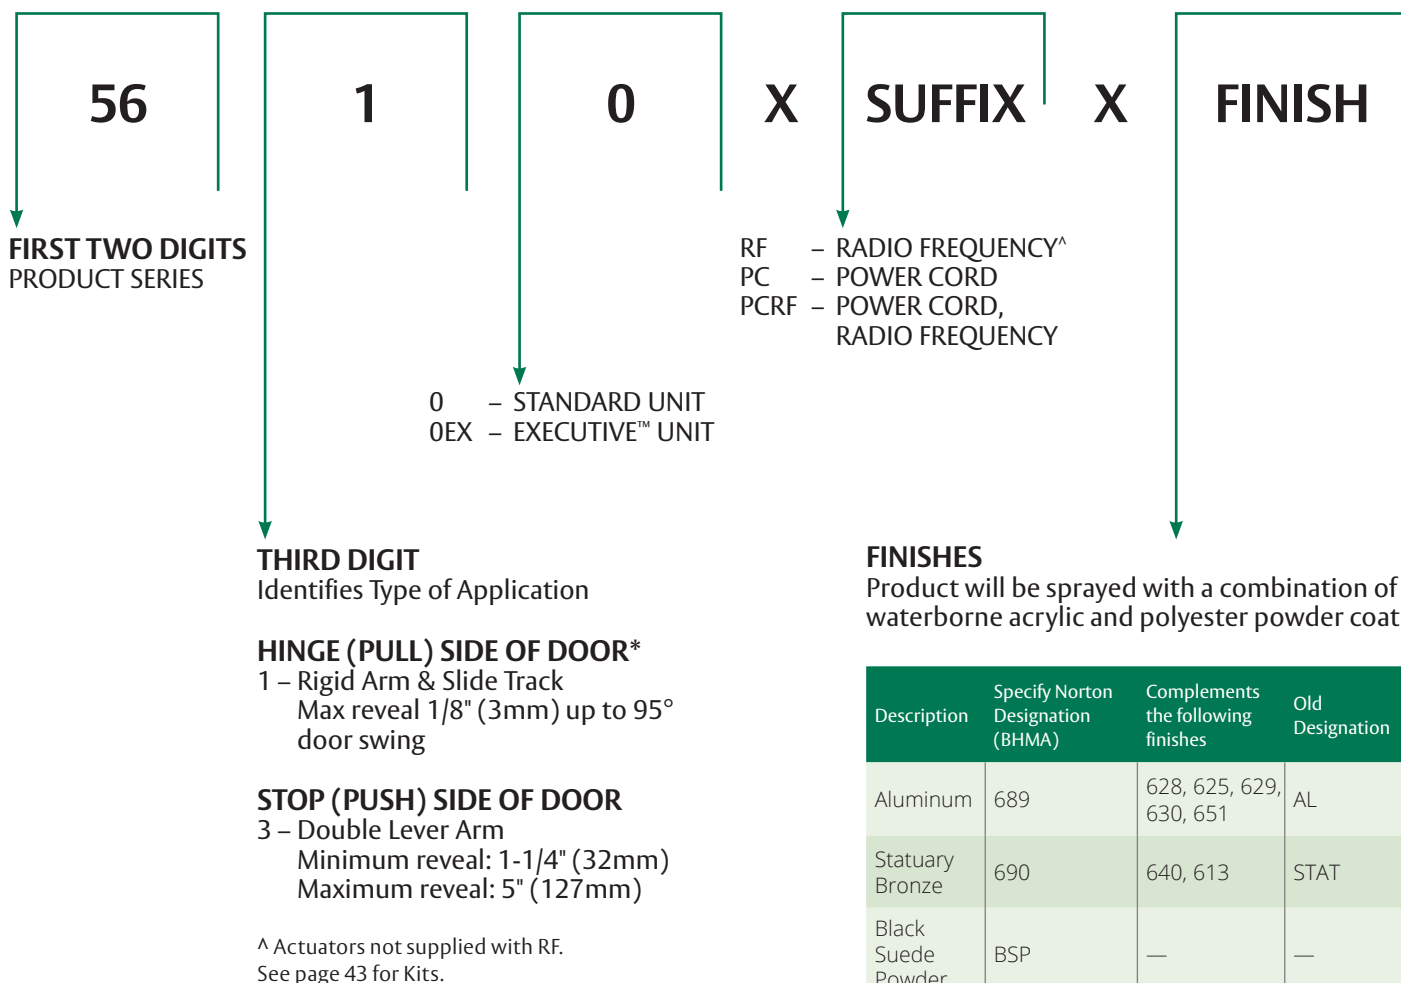 56 1 0 X SUFFIX X FINISH
FIRST TWO DIGITS
PRODUCT SERIES
RF – RADIO FREQUENCY^
PC – POWER CORD
PCRF – POWER CORD,
RADIO FREQUENCY
0 – STANDARD UNIT
0EX – EXECUTIVE™ UNIT
THIRD DIGIT
Identifies Type of Application
HINGE (PULL) SIDE OF DOOR*
1 – Rigid Arm & Slide Track
Max reveal 1/8" (3mm) up to 95°
door swing
STOP (PUSH) SIDE OF DOOR
3 – Double Lever Arm
Minimum reveal: 1-1/4" (32mm)
Maximum reveal: 5" (127mm)
^ Actuators not supplied with RF.
See page 43 for Kits.
FINISHES
Product will be sprayed with a combination of
waterborne acrylic and polyester powder coat
Description
Specify Norton
Designation
(BHMA)
Complements
the following
finishes
Old
Designation
Aluminum
689
628, 625, 629,
630, 651
AL
Statuary
Bronze
690
640, 613
STAT
Black
Suede
Powder
BSP
—
—